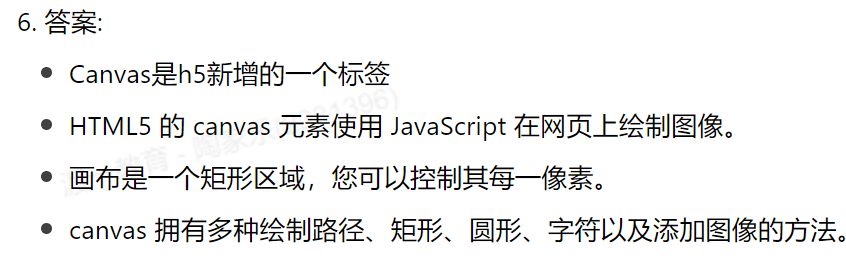 6. 答案:
Canvas是h5新增的一个标签
HTML5 的 canvas 元素使用 JavaScript 在网页上绘制图像。
画布是一个矩形区域，您可以控制其每一像素。
canvas 拥有多种绘制路径、矩形、圆形、字符以及添加图像的方法。